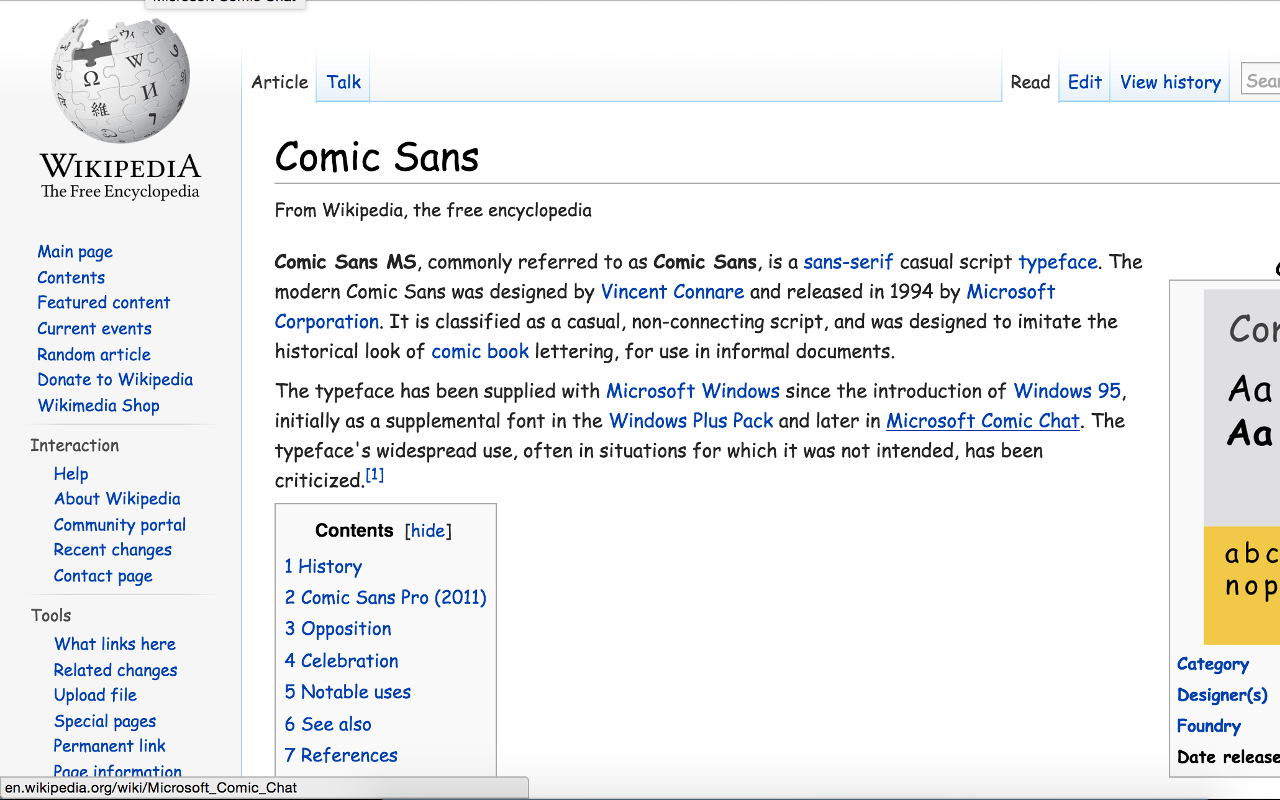 Microsoft Comic Chat
WIKIPEDIA
The Free Encyclopedia
Main page
Contents
Featured content
Current events
Random article
Donate to Wikipedia
Wikimedia Shop
Interaction
Help
About Wikipedia
Community portal
Recent changes
Contact page
Tools
What links here
Related changes
Upload file
Special pages
Permanent link
Page information
Article Talk Read Edit View history Sear
Comic Sans
From Wikipedia, the free encyclopedia
Comic Sans MS, commonly referred to as Comic Sans, is a sans-serif casual script typeface. The
modern Comic Sans was designed by Vincent Connare and released in 1994 by Microsoft
Corporation. It is classified as a casual, non-connecting script, and was designed to imitate the
historical look of comic book lettering, for use in informal documents.
The typeface has been supplied with Microsoft Windows since the introduction of Windows 95,
initially as a supplemental font in the Windows Plus Pack and later in Microsoft Comic Chat. The
typeface's widespread use, often in situations for which it was not intended, has been
criticized.[1]
Contents [hide]
1 History
2 Comic Sans Pro (2011)
3 Opposition
4 Celebration
5 Notable uses
6 See also
7 References
Aa
Aa
a b c
n o p
Category
Designer(s)
Foundry
Date release
en.wikipedia.org/wiki/Microsoft_Comic_Chat